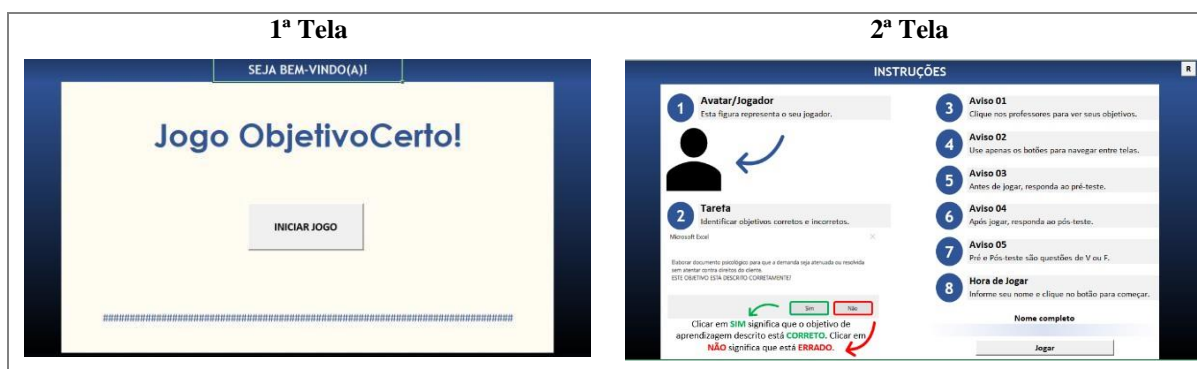 1ª Tela
SEJA BEM-VINDO(A)!
Jogo ObjetivoCerto!
INICIAR JOGO
################################################################################
2ª Tela
INSTRUÇÕES
R
1
Avatar/Jogador
Esta figura representa o seu jogador.
2
Tarefa
Identificar objetivos corretos e incorretos.
Microsoft Excel
Elaborar documento psicológico para que a demanda seja atenuada ou resolvida
sem atentar contra direitos do cliente.
ESTE OBJETIVO ESTÁ DESCRITO CORRETAMENTE?
Sim
Não
Clicar em SIM significa que o objetivo de
aprendizagem descrito está CORRETO. Clicar em
NÃO significa que está ERRADO.
3
Aviso 01
Clique nos professores para ver seus objetivos.
4
Aviso 02
Use apenas os botões para navegar entre telas.
5
Aviso 03
Antes de jogar, responda ao pré-teste.
6
Aviso 04
Após jogar, responda ao pós-teste.
7
Aviso 05
Pré e Pós-teste são questões de V ou F.
8
Hora de Jogar
Informe seu nome e clique no botão para começar.
Nome completo
Jogar